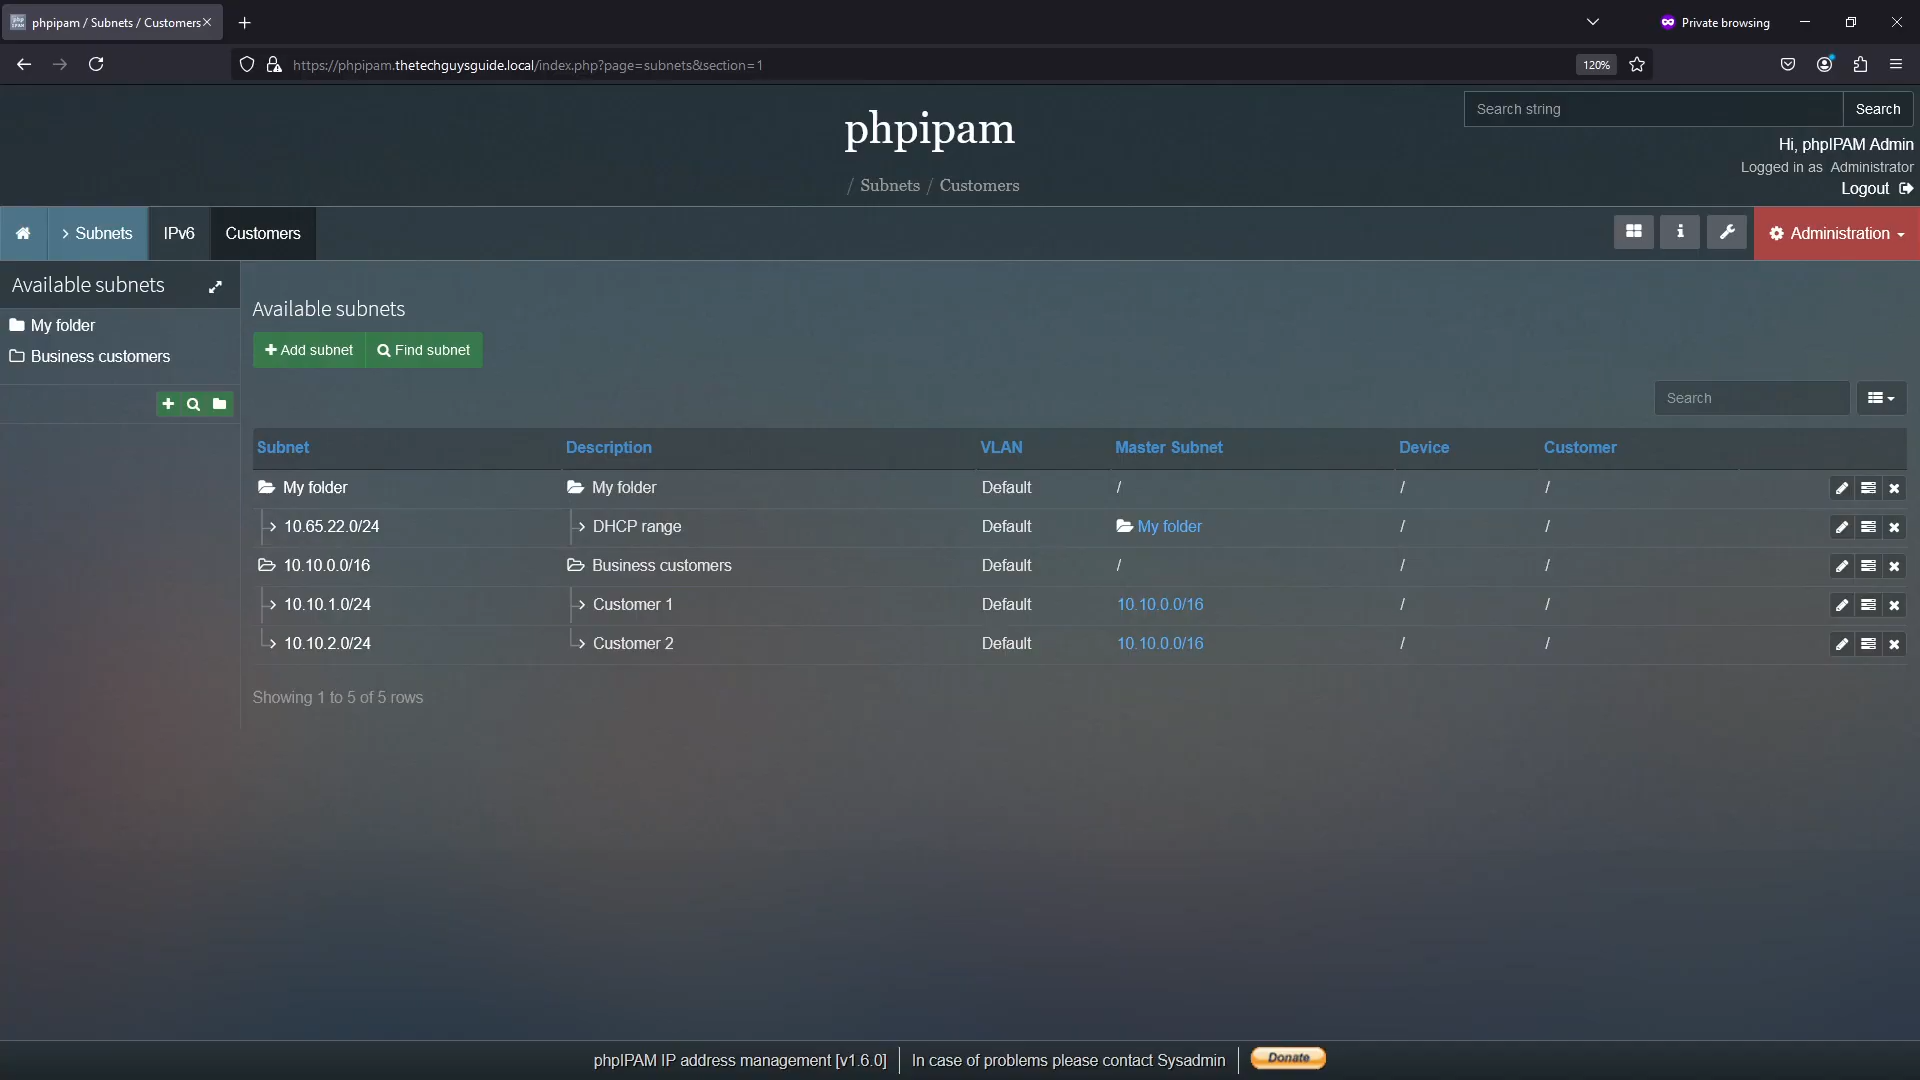 phpipam / Subnets / Customers
Private browsing
https://phpipam.thetechguysguide.local/index.php?page=subnets&section=1
120%
phpipam
/ Subnets / Customers
Search string
Search
Hi, phpIPAM Admin
Logged in as Administrator
Logout
Subnets
IPv6
Customers
Administration
Available subnets
My folder
Business customers
Available subnets
Add subnet
Find subnet
Search
Subnet Description VLAN Master Subnet Device Customer
My folder My folder Default / / /
10.65.22.0/24 DHCP range Default My folder / /
10.10.0.0/16 Business customers Default / / /
10.10.1.0/24 Customer 1 Default 10.10.0.0/16 / /
10.10.2.0/24 Customer 2 Default 10.10.0.0/16 / /
Showing 1 to 5 of 5 rows
phpIPAM IP address management [v1.6.0] In case of problems please contact Sysadmin Donate